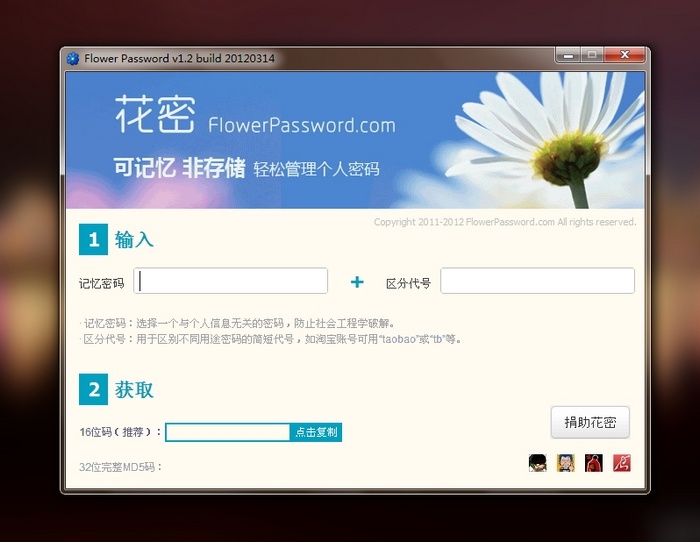 Flower Password v1.2 build 20120314
花密 FlowerPassword.com
可记忆 非存储 轻松管理个人密码
Copyright 2011-2012 FlowerPassword.com All rights reserved.
1 输入
记忆密码 + 区分代号
· 记忆密码：选择一个与个人信息无关的密码，防止社会工程学破解。
· 区分代号：用于区别不同用途密码的简短代号，如淘宝账号可用“taobao”或“tb”等。
2 获取
捐助花密
16位码（推荐）： 点击复制
32位完整MD5码：